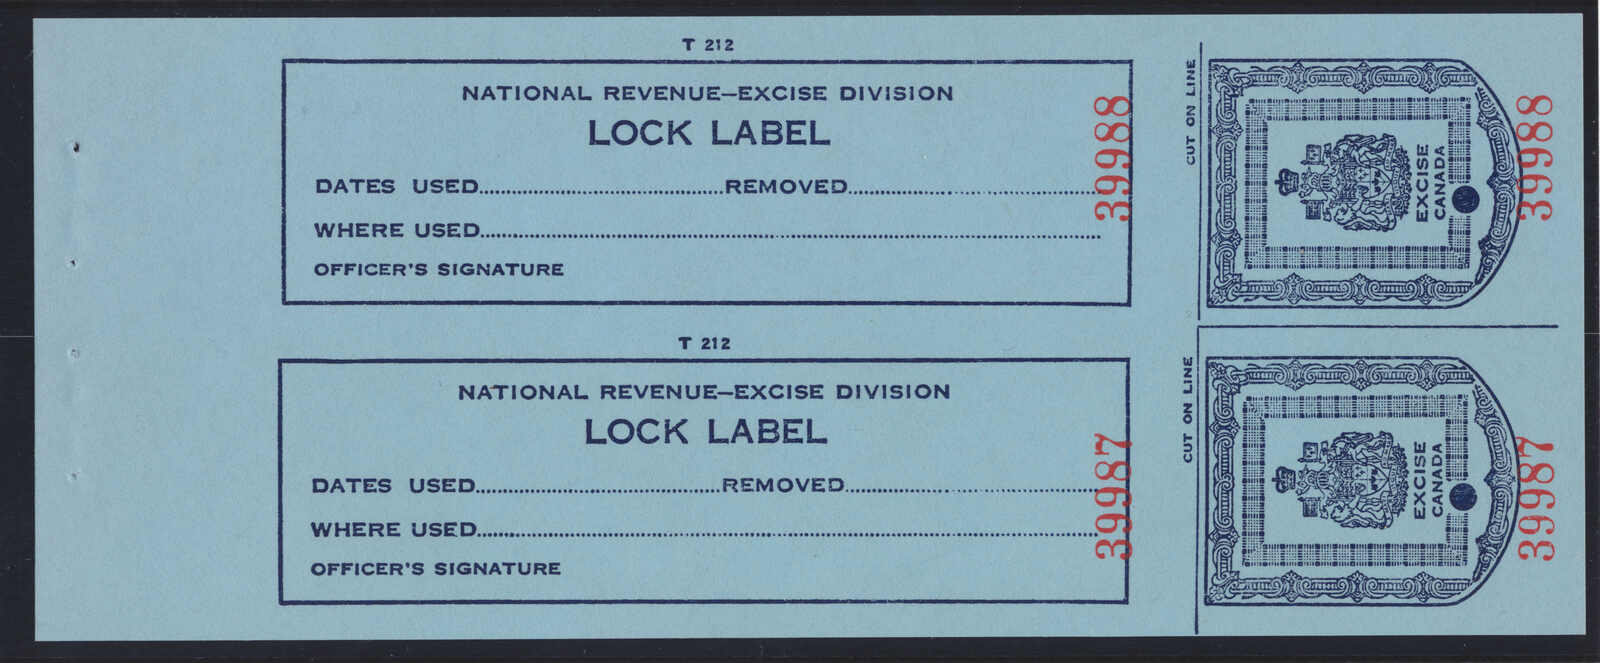 T 212
NATIONAL REVENUE—EXCISE DIVISION
LOCK LABEL
DATES USED..............................REMOVED..............................
WHERE USED............................................................
OFFICER'S SIGNATURE
39988
CUT ON LINE
EXCISE
CANADA
39988
T 212
NATIONAL REVENUE—EXCISE DIVISION
LOCK LABEL
DATES USED..............................REMOVED..............................
WHERE USED............................................................
OFFICER'S SIGNATURE
39987
CUT ON LINE
EXCISE
CANADA
39987